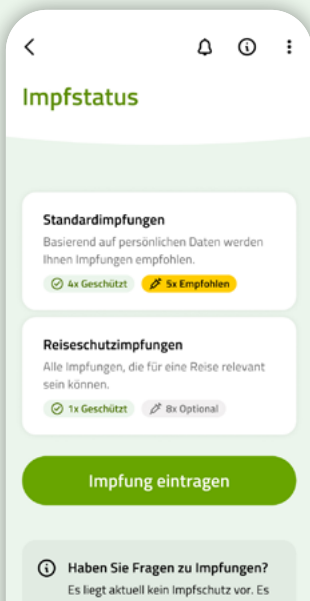 Impfstatus
Standardimpfungen
Basierend auf persönlichen Daten werden
Ihnen Impfungen empfohlen.
4x Geschützt 5x Empfohlen
Reiseschutzimpfungen
Alle Impfungen, die für eine Reise relevant
sein können.
1x Geschützt 8x Optional
Impfung eintragen
Haben Sie Fragen zu Impfungen?
Es liegt aktuell kein Impfschutz vor. Es